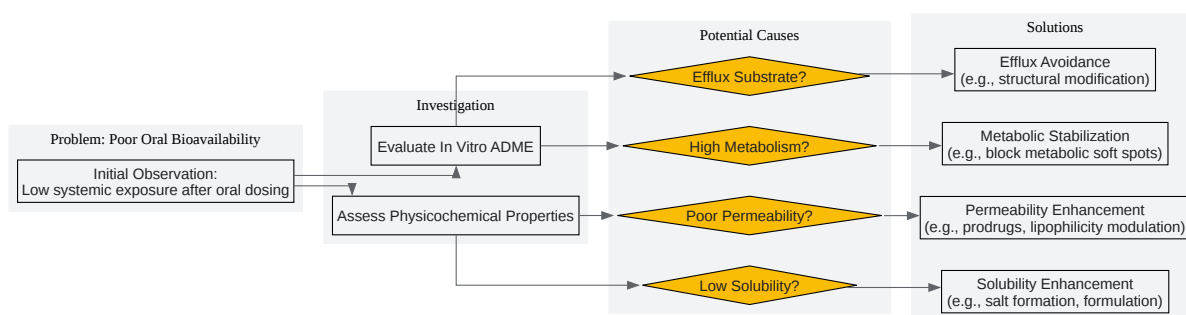 Problem: Poor Oral Bioavailability
Initial Observation:
Low systemic exposure after oral dosing
Investigation
Evaluate In Vitro ADME
Assess Physicochemical Properties
Potential Causes
Efflux Substrate?
High Metabolism?
Poor Permeability?
Low Solubility?
Solutions
Efflux Avoidance
(e.g., structural modification)
Metabolic Stabilization
(e.g., block metabolic soft spots)
Permeability Enhancement
(e.g., prodrugs, lipophilicity modulation)
Solubility Enhancement
(e.g., salt formation, formulation)